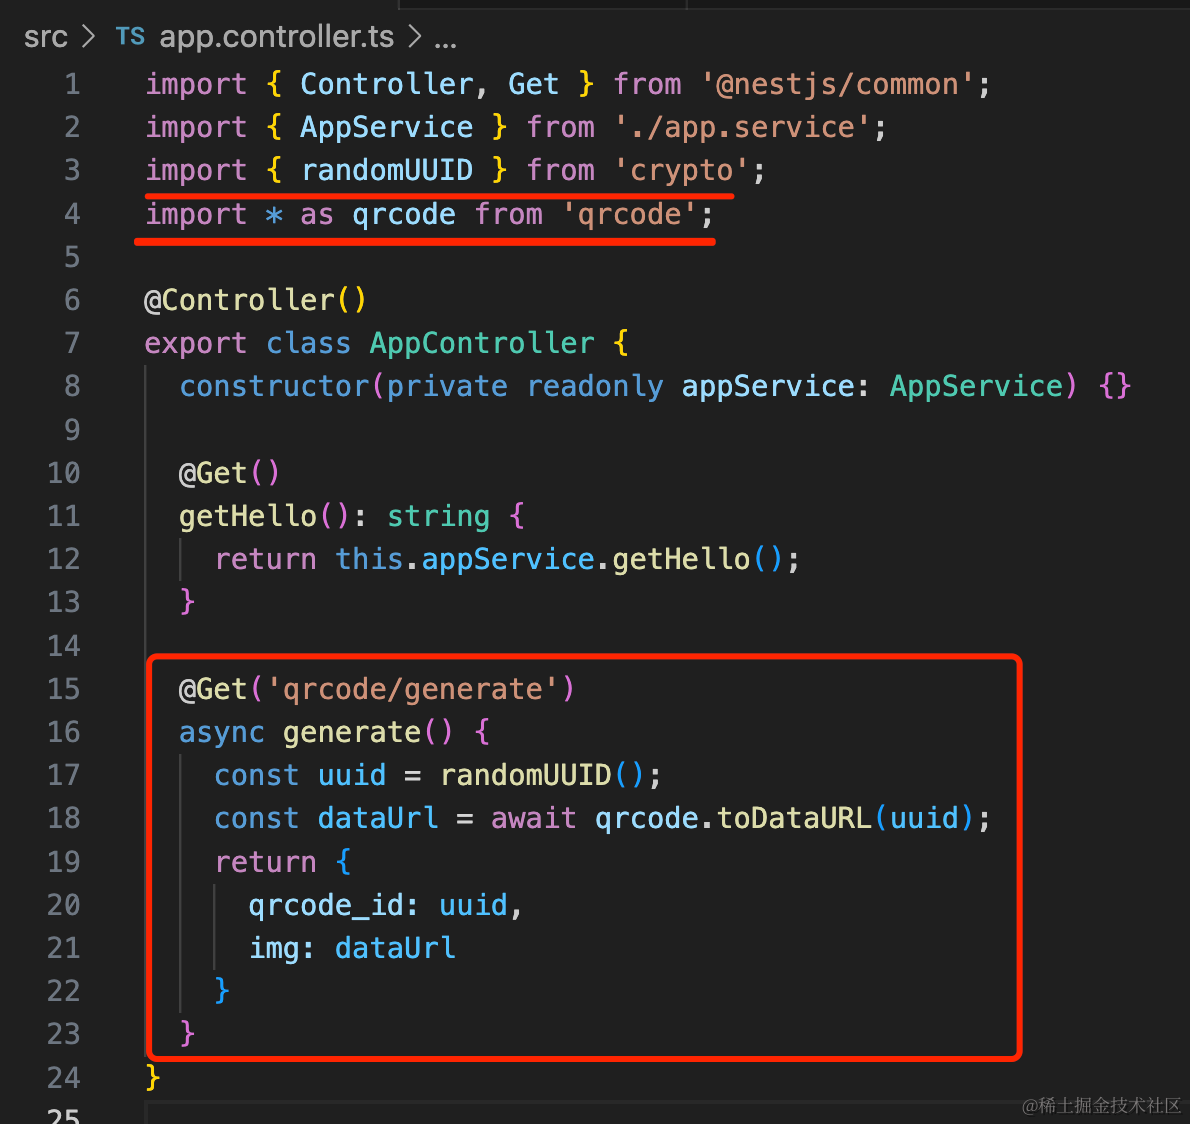 src > TS app.controller.ts > ...
1 import { Controller, Get } from '@nestjs/common';
2 import { AppService } from './app.service';
3 import { randomUUID } from 'crypto';
4 import * as qrcode from 'qrcode';
5
6 @Controller()
7 export class AppController {
8 constructor(private readonly appService: AppService) {}
9
10 @Get()
11 getHello(): string {
12 return this.appService.getHello();
13 }
14
15 @Get('qrcode/generate')
16 async generate() {
17 const uuid = randomUUID();
18 const dataUrl = await qrcode.toDataURL(uuid);
19 return {
20 qrcode_id: uuid,
21 img: dataUrl
22 }
23 }
24 }
25
@稀土掘金技术社区